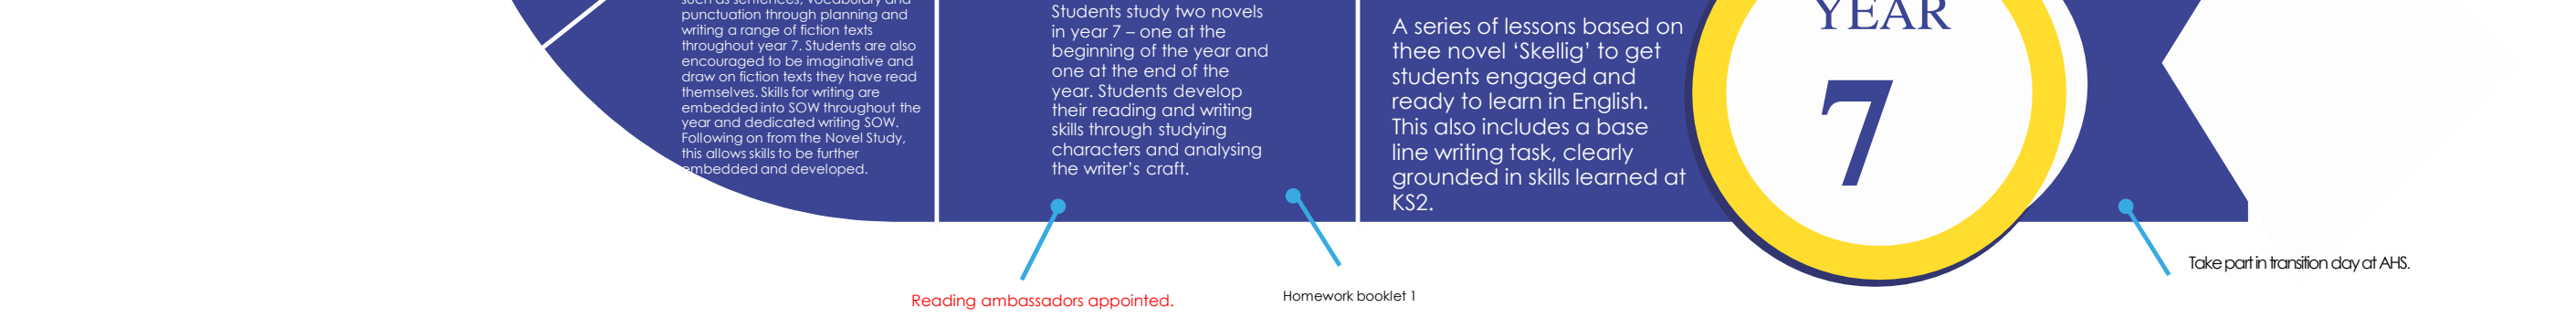 such as sentences, vocabulary and
punctuation through planning and
writing a range of fiction texts
throughout year 7. Students are also
encouraged to be imaginative and
draw on fiction texts they have read
themselves. Skills for writing are
embedded into SOW throughout the
year and dedicated writing SOW.
Following on from the Novel Study,
this allows skills to be further
embedded and developed.
Students study two novels
in year 7 – one at the
beginning of the year and
one at the end of the
year. Students develop
their reading and writing
skills through studying
characters and analysing
the writer’s craft.
A series of lessons based on
thee novel ‘Skellig’ to get
students engaged and
ready to learn in English.
This also includes a base
line writing task, clearly
grounded in skills learned at
KS2.
YEAR
7
Reading ambassadors appointed.
Homework booklet 1
Take part in transition day at AHS.